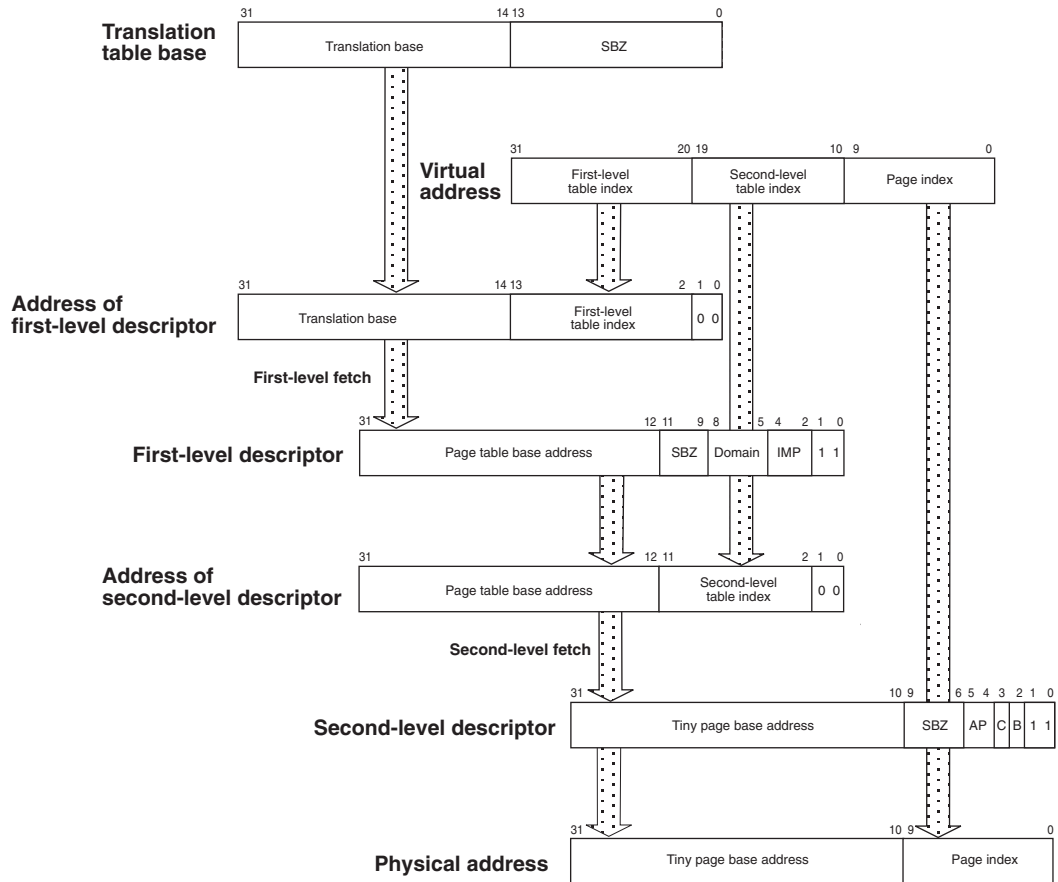 31 14 13 0
Translation table base
Translation base SBZ
31 20 19 10 9 0
Virtual address
First-level table index Second-level table index Page index
31 14 13 2 1 0
Address of first-level descriptor
Translation base First-level table index 0 0
First-level fetch
31 12 11 9 8 5 4 2 1 0
First-level descriptor
Page table base address SBZ Domain IMP 1 1
31 12 11 2 1 0
Address of second-level descriptor
Page table base address Second-level table index 0 0
Second-level fetch
31 10 9 6 5 4 3 2 1 0
Second-level descriptor
Tiny page base address SBZ AP C B 1 1
31 10 9 0
Physical address
Tiny page base address Page index